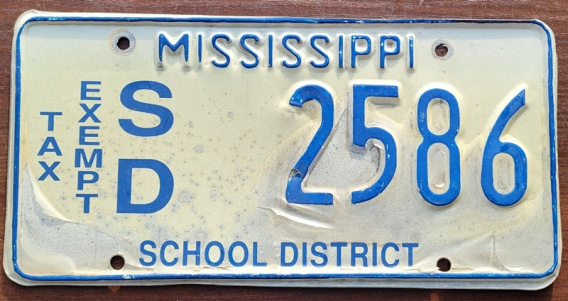 MISSISSIPPI
TAX
EXEMPT
SD
2586
SCHOOL DISTRICT